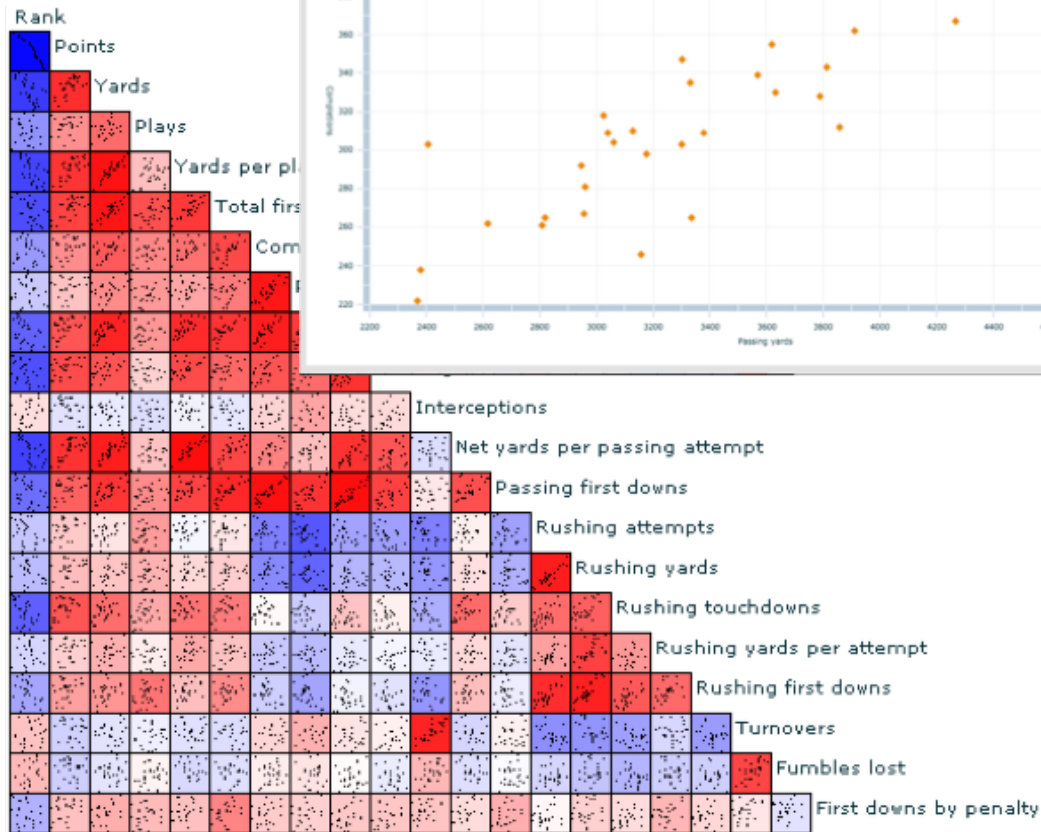 Rank
Points
Yards
Plays
Yards per pl
Total firs
Com
360
340
320
300
280
260
240
220
Completions
2200 2400 2600 2800 3000 3200 3400 3600 3800 4000 4200 4400
Passing yards
Interceptions
Net yards per passing attempt
Passing first downs
Rushing attempts
Rushing yards
Rushing touchdowns
Rushing yards per attempt
Rushing first downs
Turnovers
Fumbles lost
First downs by penalty